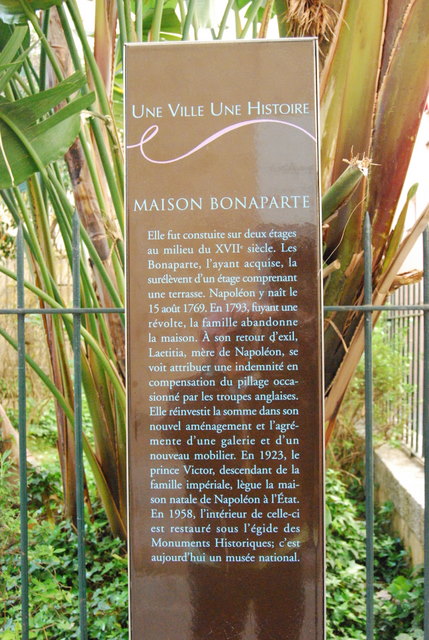 UNE VILLE UNE HISTOIRE
MAISON BONAPARTE
Elle fut constuite sur deux étages
au milieu du XVIIe siècle. Les
Bonaparte, l'ayant acquise, la
surélèvent d'un étage comprenant
une terrasse. Napoléon y naît le
15 août 1769. En 1793, fuyant une
révolte, la famille abandonne
la maison. À son retour d'exil,
Laetitia, mère de Napoléon, se
voit attribuer une indemnité en
compensation du pillage occa-
sionné par les troupes anglaises.
Elle réinvestit la somme dans son
nouvel aménagement et l'agré-
mente d'une galerie et d'un
nouveau mobilier. En 1923, le
prince Victor, descendant de la
famille impériale, lègue la mai-
son natale de Napoléon à l'État.
En 1958, l'intérieur de celle-ci
est restauré sous l'égide des
Monuments Historiques; c'est
aujourd'hui un musée national.